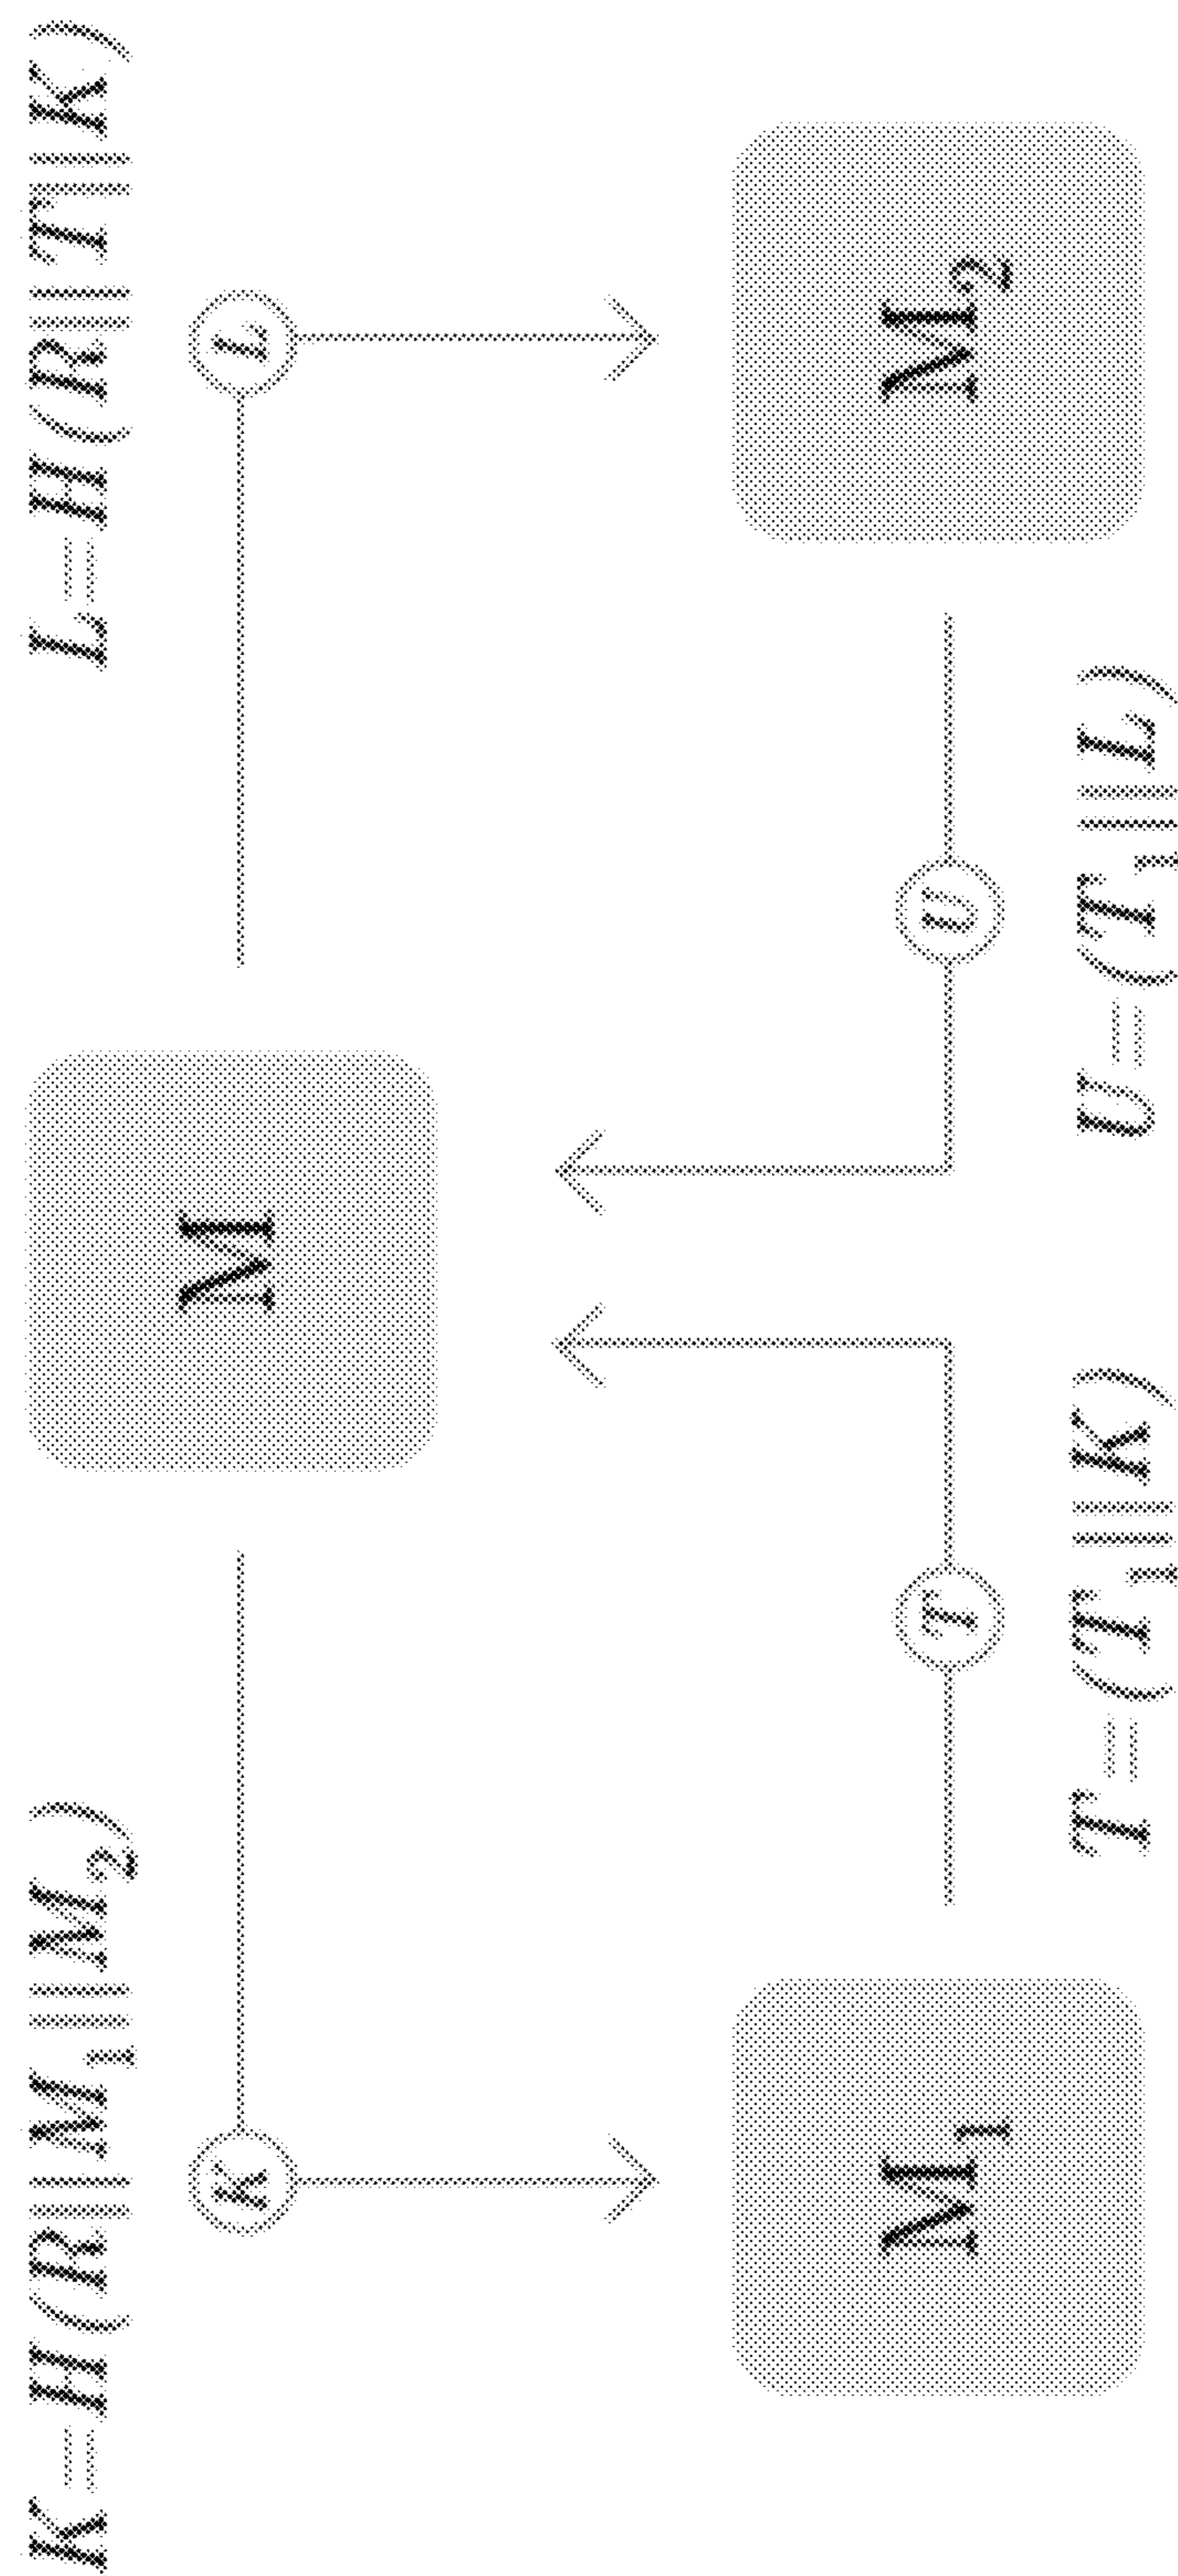 K=H(R||M₁||M₂)
L=H(R||T||K)
K
M
L
M₁
T
U
M₂
T=(T₁||K)
U=(T₁||L)